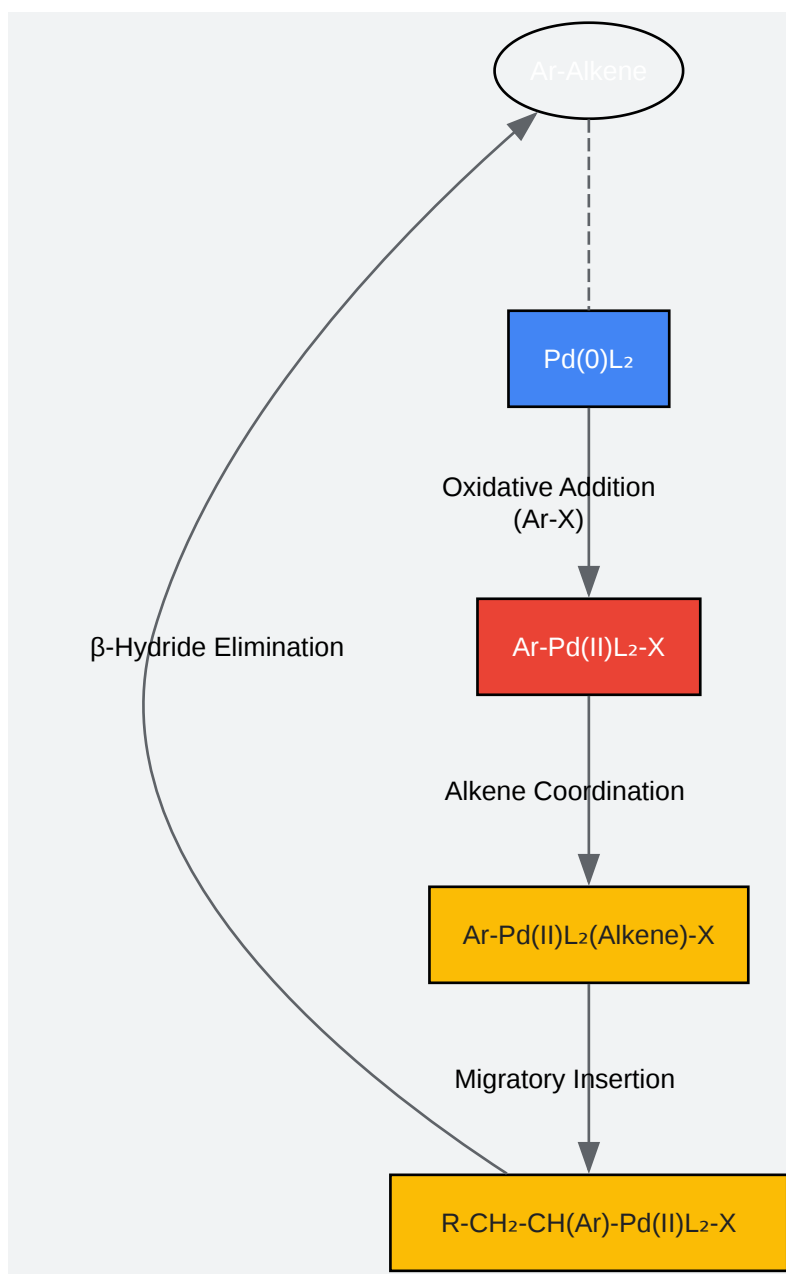 Ar-Alkene
Pd(0)L₂
Oxidative Addition
(Ar-X)
Ar-Pd(II)L₂-X
β-Hydride Elimination
Alkene Coordination
Ar-Pd(II)L₂(Alkene)-X
Migratory Insertion
R-CH₂-CH(Ar)-Pd(II)L₂-X